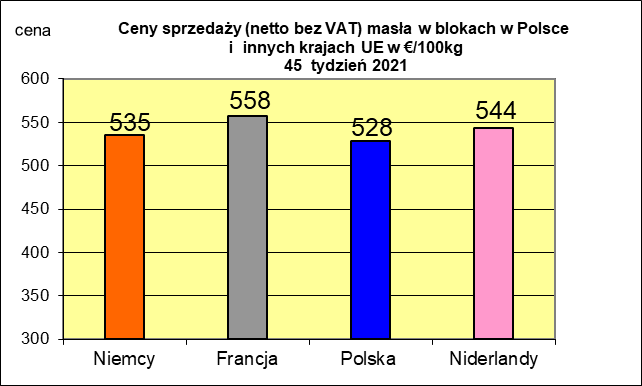 cena
Ceny sprzedaży (netto bez VAT) masła w blokach w Polsce
i innych krajach UE w €/100kg
45 tydzień 2021
600
550
500
450
400
350
300
535
558
528
544
Niemcy
Francja
Polska
Niderlandy